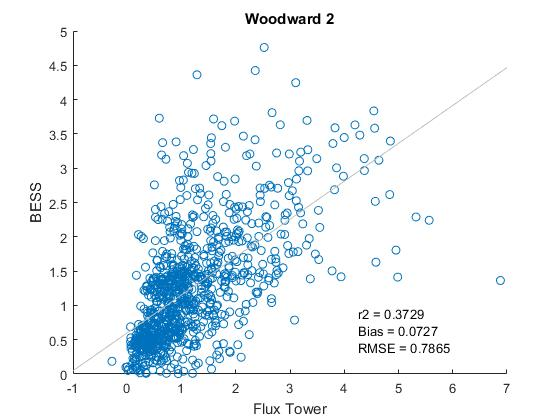 Woodward 2
5
4.5
4
3.5
3
2.5
2
1.5
1
0.5
0
BESS
r2 = 0.3729
Bias = 0.0727
RMSE = 0.7865
-1 0 1 2 3 4 5 6 7
Flux Tower